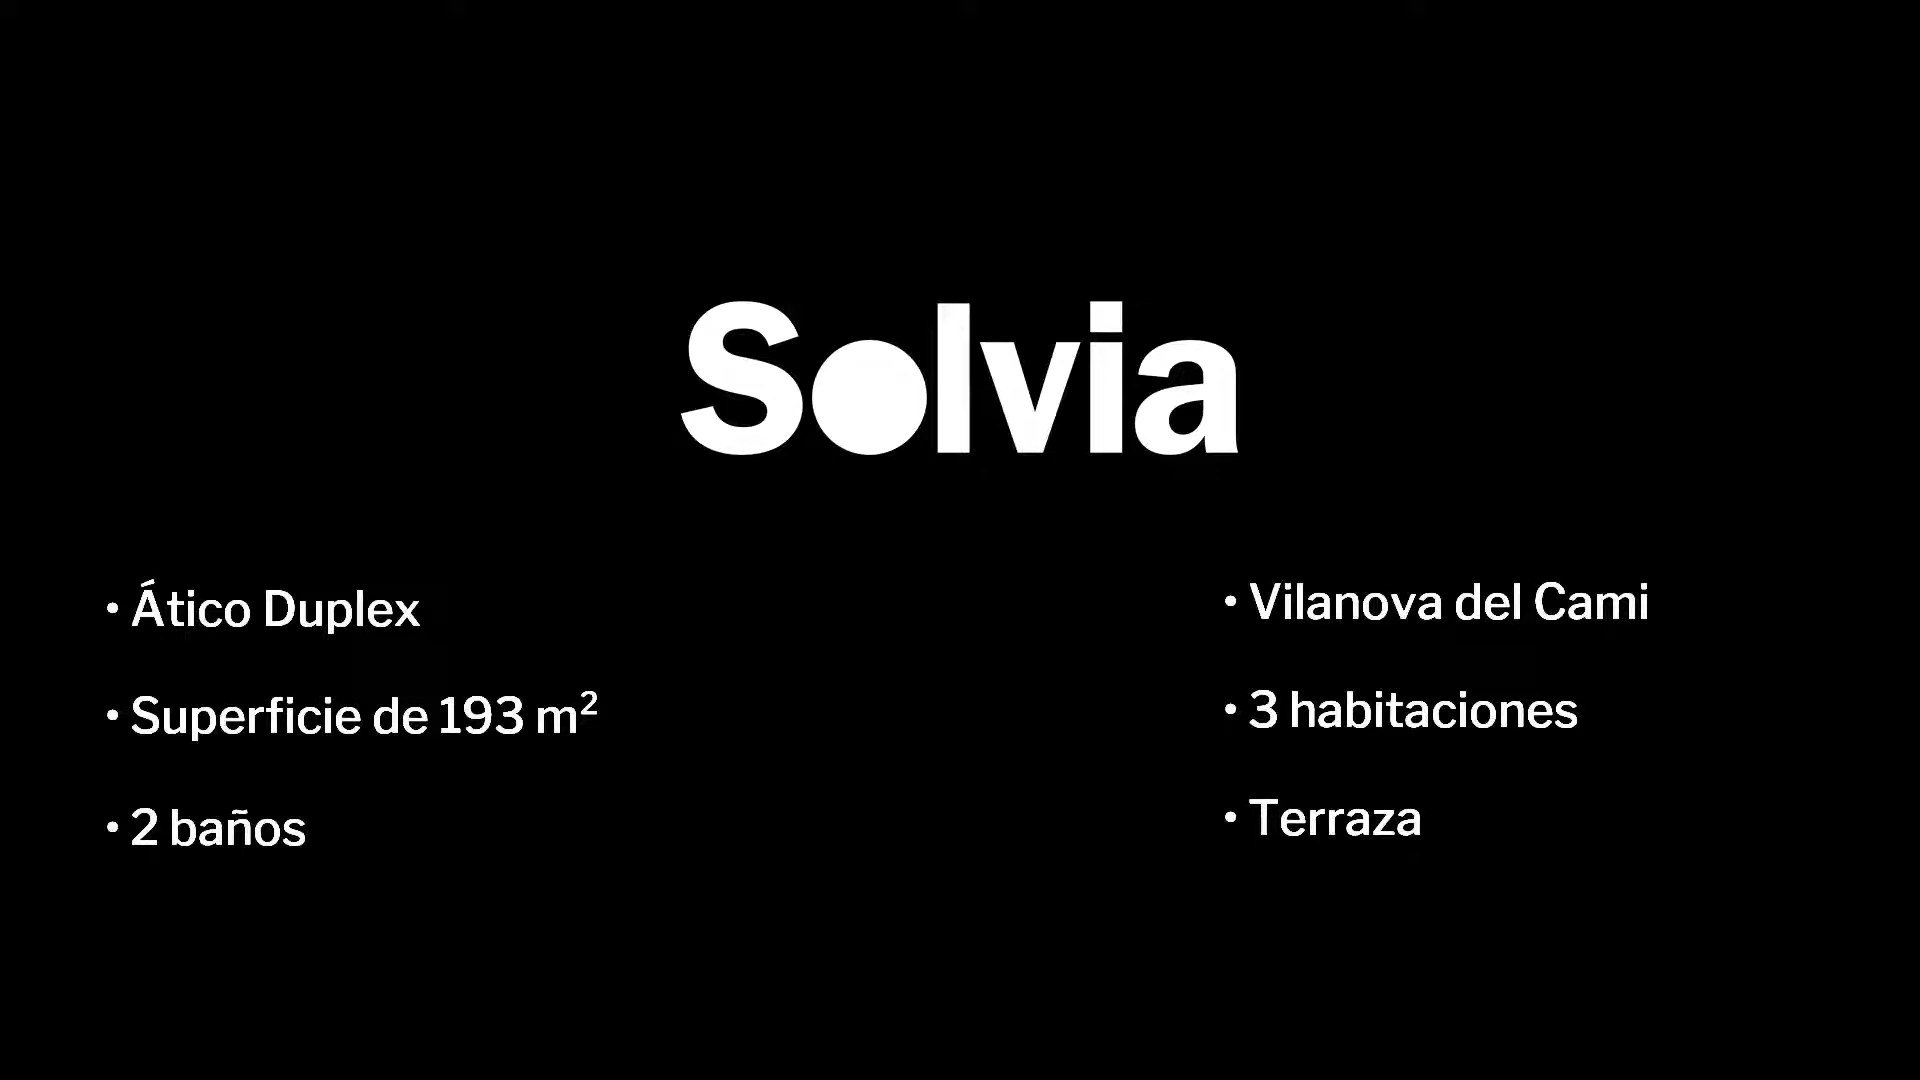 Solvia
• Ático Duplex
• Superficie de 193 m²
• 2 baños
• Vilanova del Cami
• 3 habitaciones
• Terraza